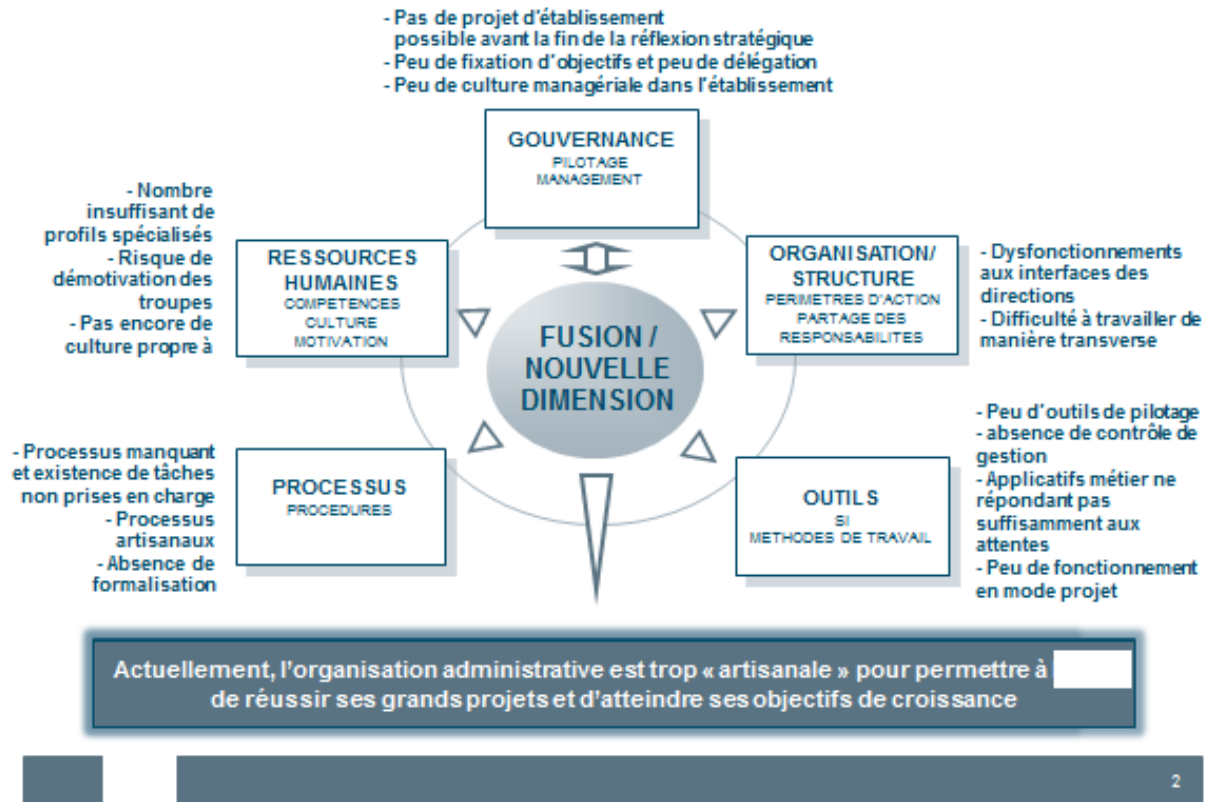 - Pas de projet d'établissement
possible avant la fin de la réflexion stratégique
- Peu de fixation d'objectifs et peu de délégation
- Peu de culture managériale dans l'établissement
GOUVERNANCE
PILOTAGE
MANAGEMENT
- Nombre
insuffisant de
profils spécialisés
- Risque de
démotivation des
troupes
- Pas encore de
culture propre à
RESSOURCES
HUMAINES
COMPETENCES
CULTURE
MOTIVATION
ORGANISATION/
STRUCTURE
PERIMETRES D'ACTION
PARTAGE DES
RESPONSABILITES
- Dysfonctionnements
aux interfaces des
directions
- Difficulté à travailler de
manière transverse
FUSION /
NOUVELLE
DIMENSION
- Processus manquant
et existence de tâches
non prises en charge
- Processus
artisanaux
- Absence de
formalisation
PROCESSUS
PROCEDURES
OUTILS
SI
METHODES DE TRAVAIL
- Peu d'outils de pilotage
- absence de contrôle de
gestion
- Applicatifs métier ne
répondant pas
suffisamment aux
attentes
- Peu de fonctionnement
en mode projet
Actuellement, l'organisation administrative est trop « artisanale » pour permettre à
de réussir ses grands projets et d'atteindre ses objectifs de croissance
2